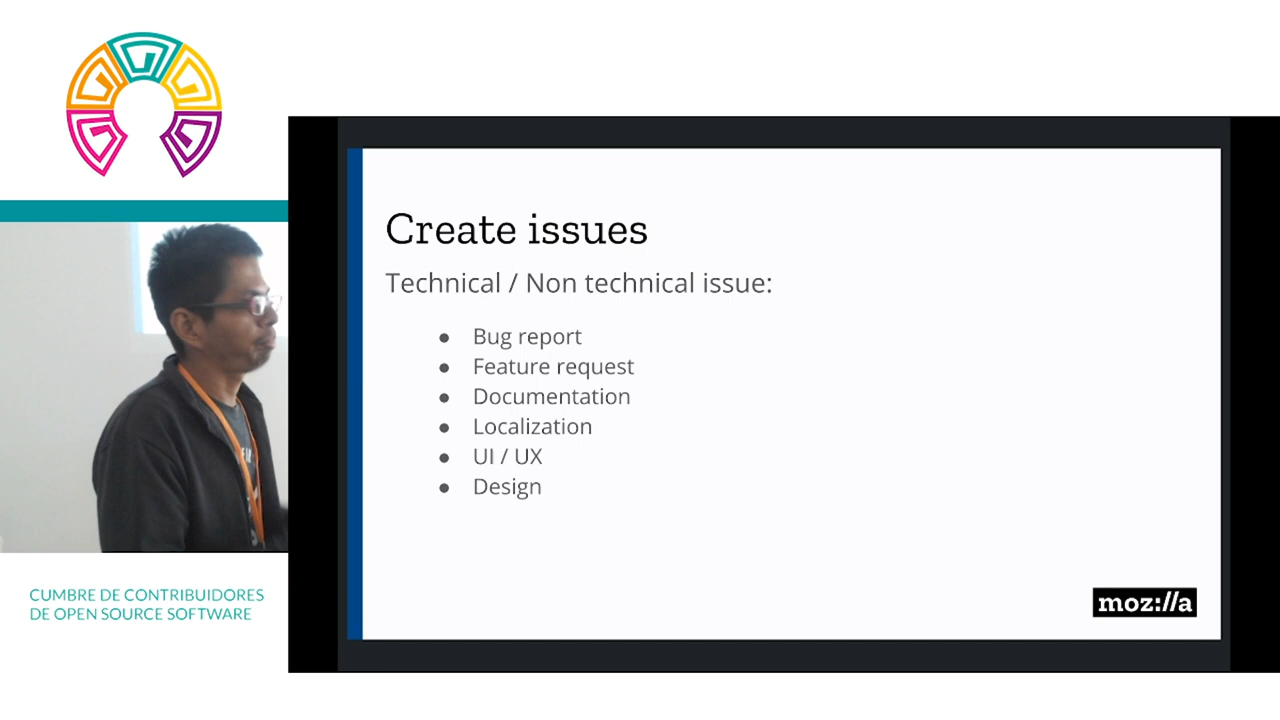 Create issues
Technical / Non technical issue:
● Bug report
● Feature request
● Documentation
● Localization
● UI / UX
● Design
moz://a
CUMBRE DE CONTRIBUIDORES
DE OPEN SOURCE SOFTWARE